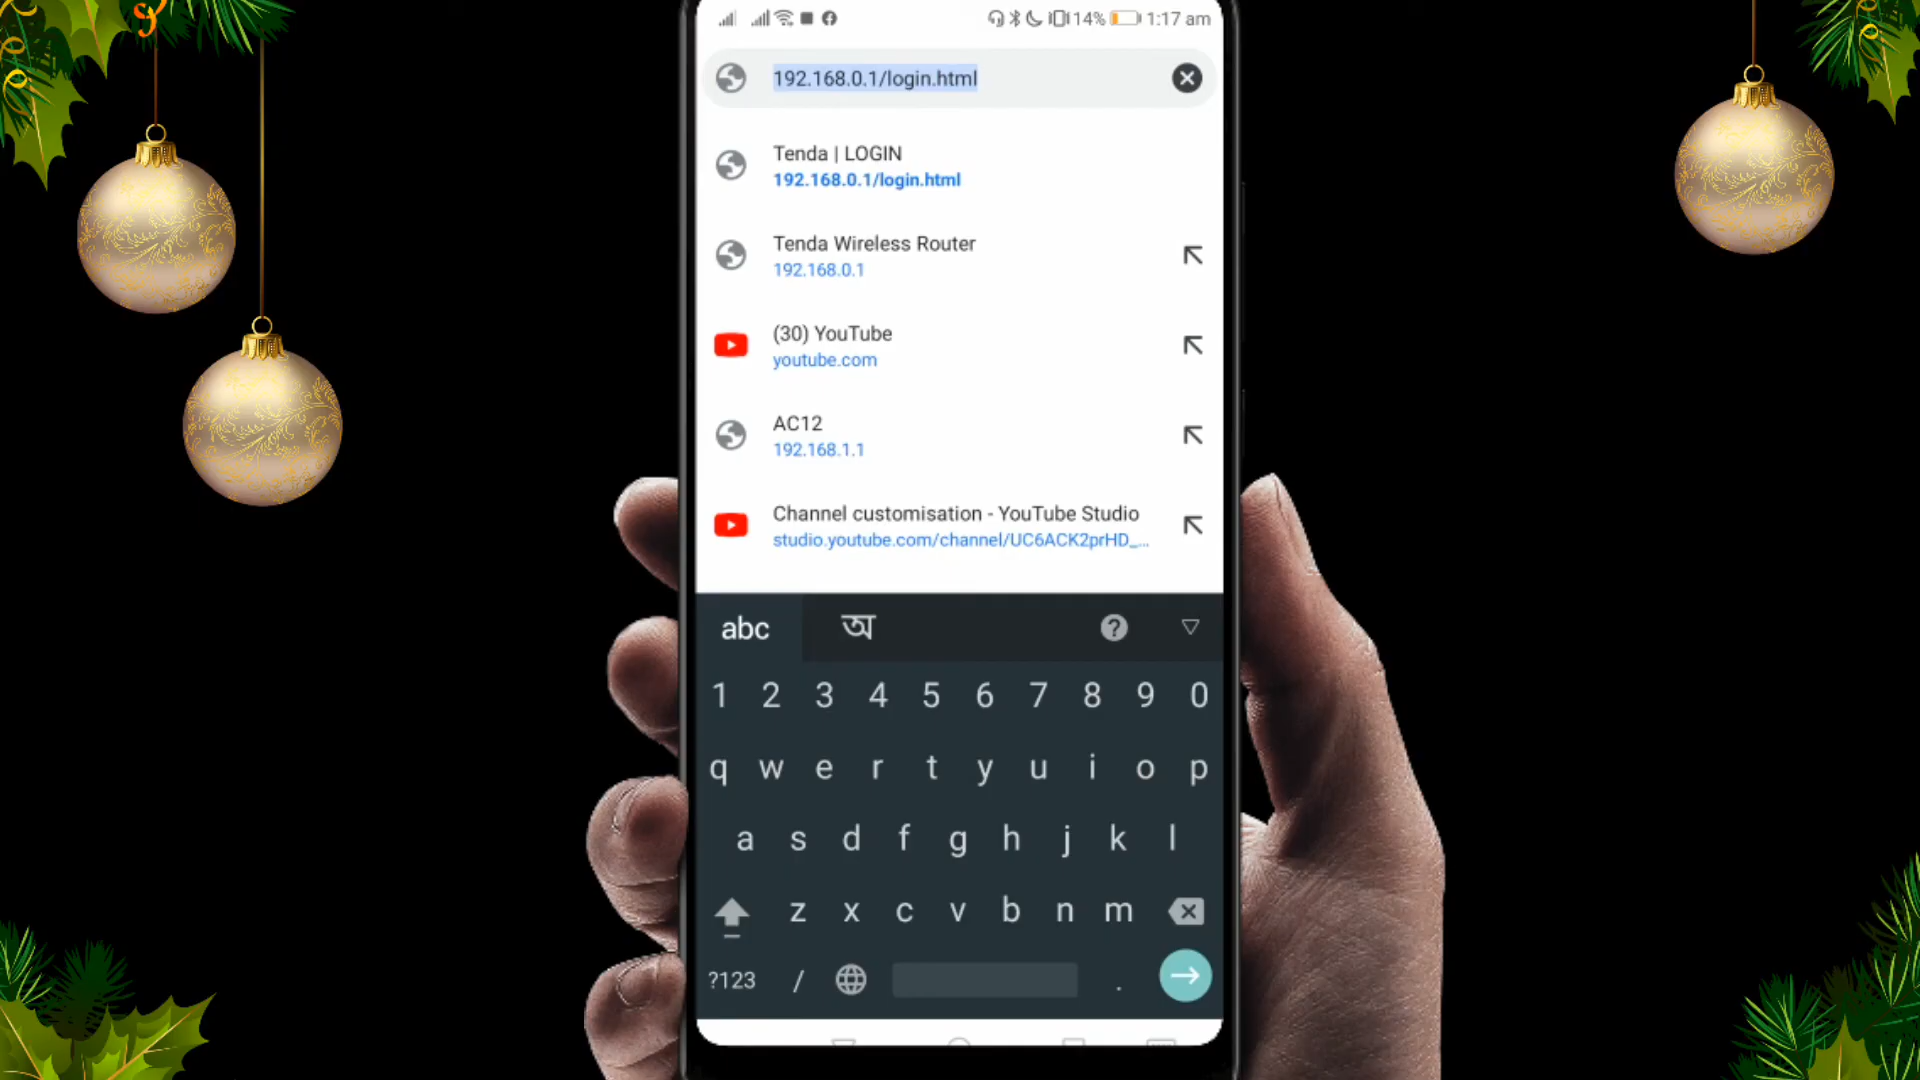 14% 1:17 am
192.168.0.1/login.html
Tenda | LOGIN
192.168.0.1/login.html
Tenda Wireless Router
192.168.0.1
(30) YouTube
youtube.com
AC12
192.168.1.1
Channel customisation - YouTube Studio
studio.youtube.com/channel/UC6ACK2prHD_...
abc অ ?
1 2 3 4 5 6 7 8 9 0
q w e r t y u i o p
a s d f g h j k l
z x c v b n m
?123 / .